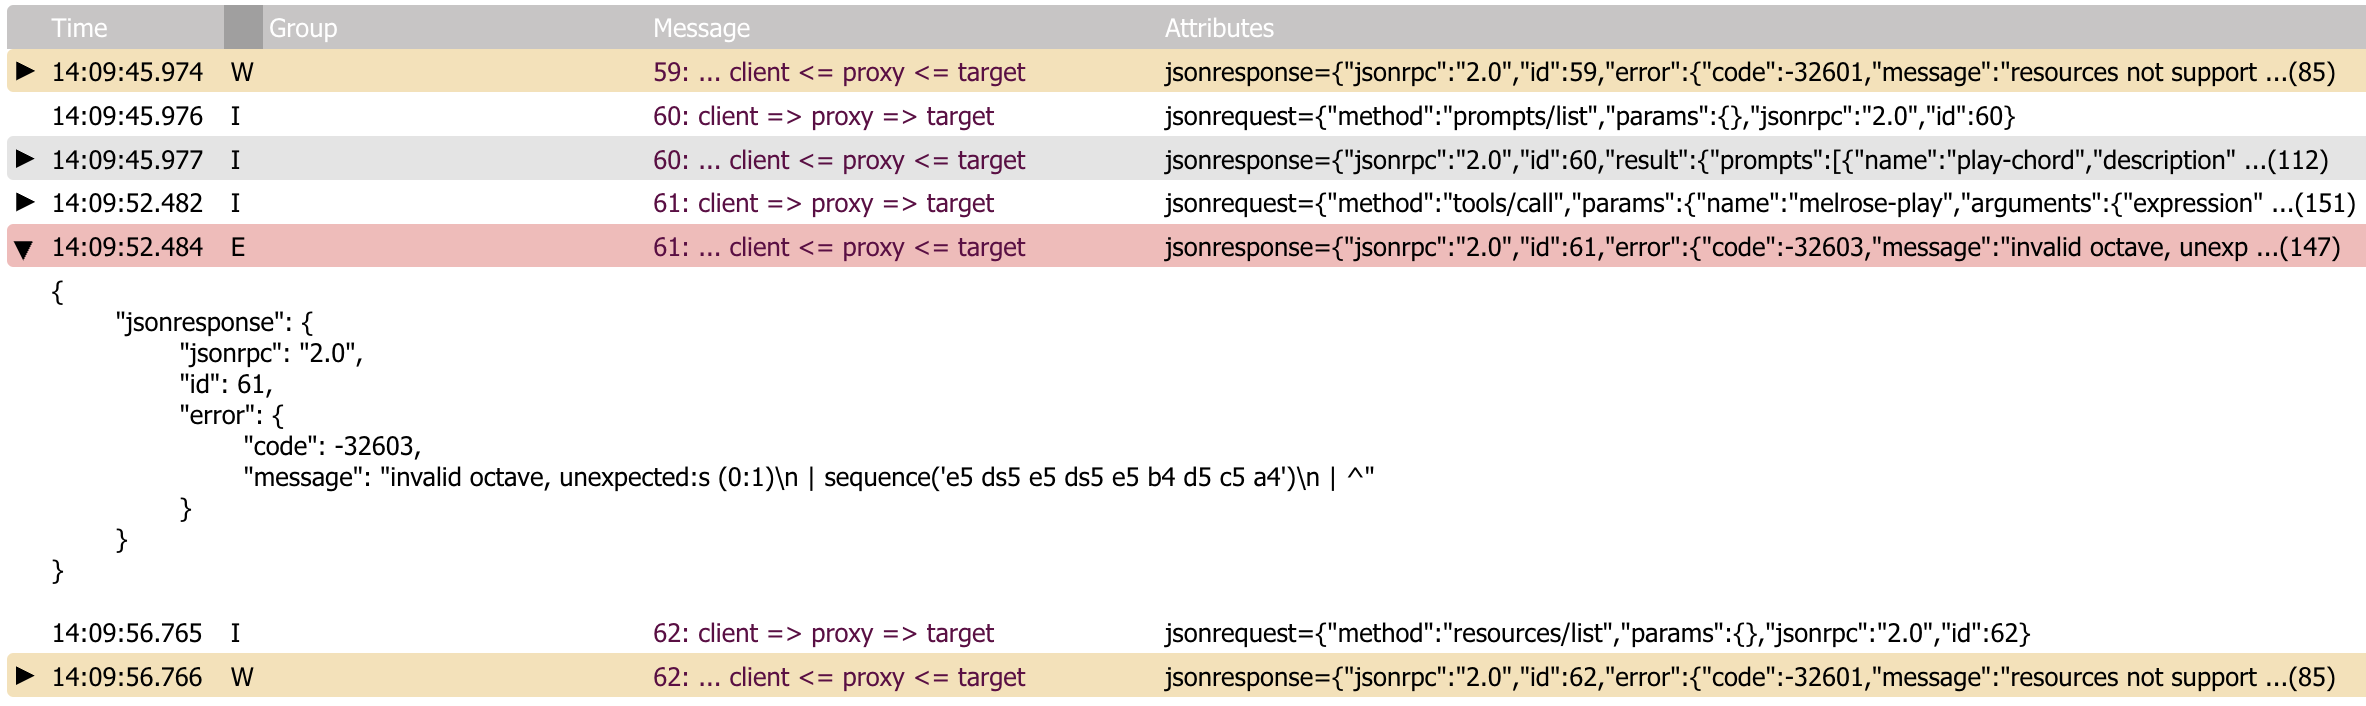 Time Group Message Attributes
▶ 14:09:45.974 W 59: ... client <= proxy <= target jsonresponse={"jsonrpc":"2.0","id":59,"error":{"code":-32601,"message":"resources not support ...(85)
14:09:45.976 I 60: client => proxy => target jsonrequest={"method":"prompts/list","params":{},"jsonrpc":"2.0","id":60}
▶ 14:09:45.977 I 60: ... client <= proxy <= target jsonresponse={"jsonrpc":"2.0","id":60,"result":{"prompts":[{"name":"play-chord","description" ...(112)
▶ 14:09:52.482 I 61: client => proxy => target jsonrequest={"method":"tools/call","params":{"name":"melrose-play","arguments":{"expression" ...(151)
▼ 14:09:52.484 E 61: ... client <= proxy <= target jsonresponse={"jsonrpc":"2.0","id":61,"error":{"code":-32603,"message":"invalid octave, unexp ...(147)
{
"jsonresponse": {
"jsonrpc": "2.0",
"id": 61,
"error": {
"code": -32603,
"message": "invalid octave, unexpected:s (0:1)\n | sequence('e5 ds5 e5 ds5 e5 b4 d5 c5 a4')\n | ^"
}
}
}
14:09:56.765 I 62: client => proxy => target jsonrequest={"method":"resources/list","params":{},"jsonrpc":"2.0","id":62}
▶ 14:09:56.766 W 62: ... client <= proxy <= target jsonresponse={"jsonrpc":"2.0","id":62,"error":{"code":-32601,"message":"resources not support ...(85)